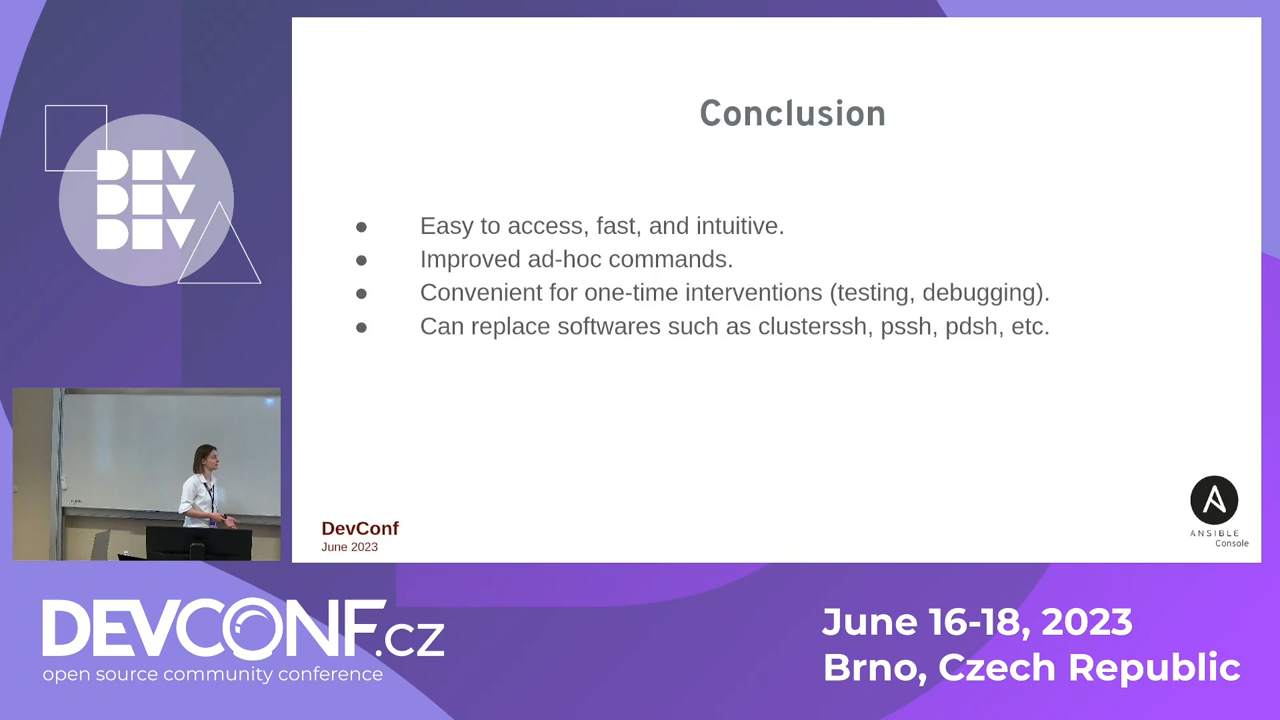 DEV
DEV
DEV
Conclusion
● Easy to access, fast, and intuitive.
● Improved ad-hoc commands.
● Convenient for one-time interventions (testing, debugging).
● Can replace softwares such as clusterssh, pssh, pdsh, etc.
DevConf
June 2023
ANSIBLE
Console
DEVCONF.cz
open source community conference
June 16-18, 2023
Brno, Czech Republic